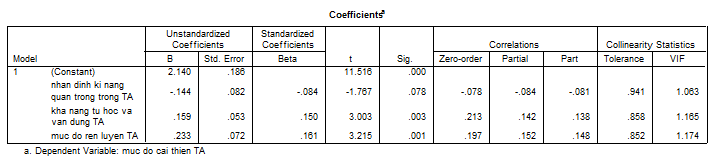 Coefficientsa
Model Unstandardized Coefficients Standardized Coefficients t Sig. Correlations Collinearity Statistics
B Std. Error Beta Zero-order Partial Part Tolerance VIF
1 (Constant) 2.140 .186 11.516 .000
nhan dinh ki nang quan trong trong TA -.144 .082 -.084 -1.767 .078 -.078 -.084 -.081 .941 1.063
kha nang tu hoc va van dung TA .159 .053 .150 3.003 .003 .213 .142 .138 .858 1.165
muc do ren luyen TA .233 .072 .161 3.215 .001 .197 .152 .148 .852 1.174
a. Dependent Variable: muc do cai thien TA